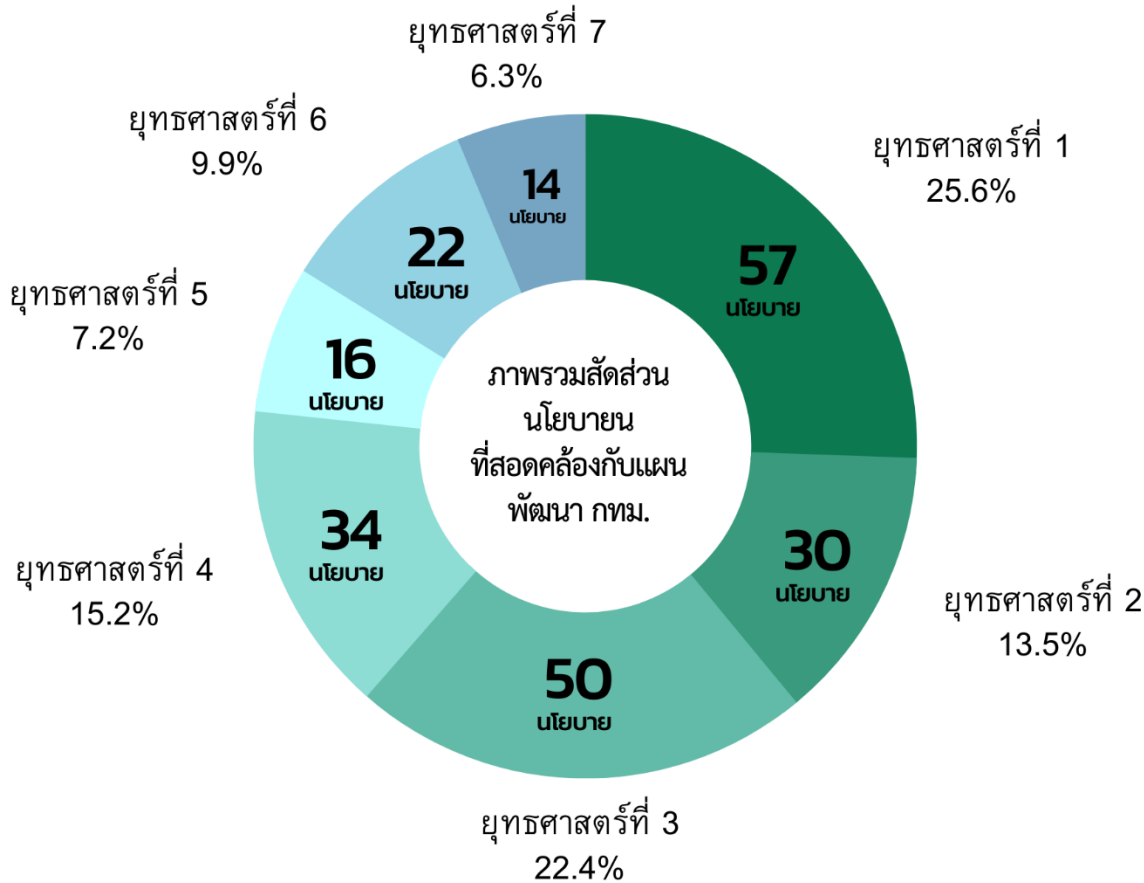 ยุทธศาสตร์ที่ 7
6.3%
ยุทธศาสตร์ที่ 6
9.9%
ยุทธศาสตร์ที่ 1
25.6%
14
นโยบาย
22
นโยบาย
57
นโยบาย
ยุทธศาสตร์ที่ 5
7.2%
16
นโยบาย
ภาพรวมสัดส่วน
นโยบายน
ที่สอดคล้องกับแผน
พัฒนา กทม.
34
นโยบาย
30
นโยบาย
ยุทธศาสตร์ที่ 4
15.2%
ยุทธศาสตร์ที่ 2
13.5%
50
นโยบาย
ยุทธศาสตร์ที่ 3
22.4%